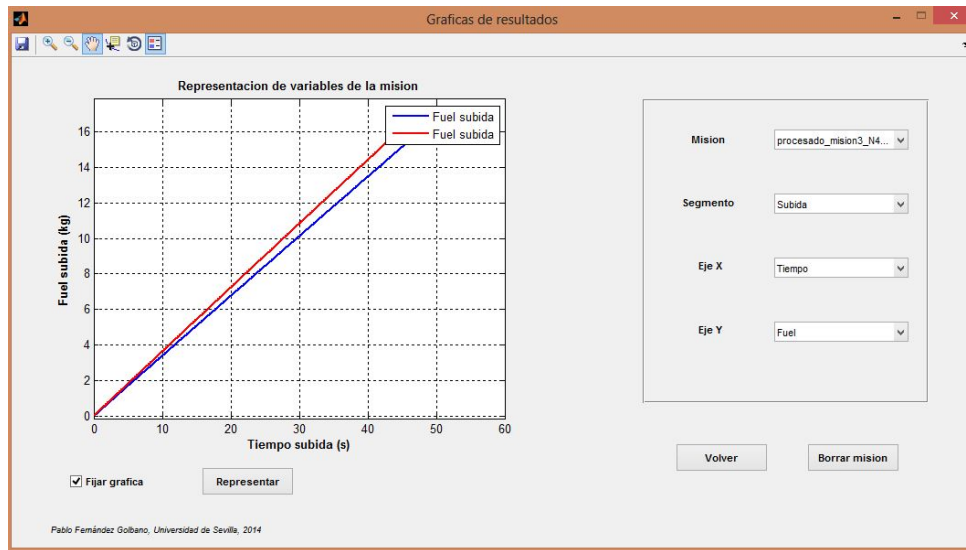 Graficas de resultados
Representacion de variables de la mision
Fuel subida
Fuel subida
16
14
12
10
8
6
4
2
0
Fuel subida (kg)
0 10 20 30 40 50 60
Tiempo subida (s)
Fijar grafica
Representar
Mision
procesado_mision3_N4...
Segmento
Subida
Eje X
Tiempo
Eje Y
Fuel
Volver
Borrar mision
Pablo Fernández Golbano, Universidad de Sevilla, 2014